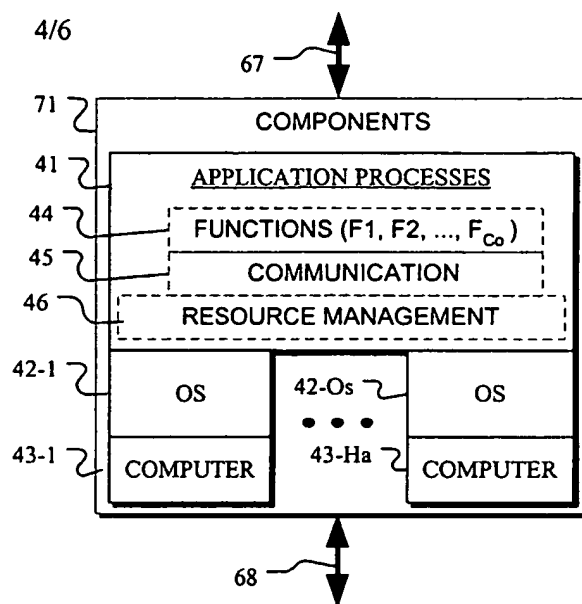 4/6
67
71
COMPONENTS
41
APPLICATION PROCESSES
44
FUNCTIONS (F1, F2, ..., FCo )
45
COMMUNICATION
46
RESOURCE MANAGEMENT
42-1
OS
42-Os
OS
43-1
COMPUTER
43-Ha
COMPUTER
68